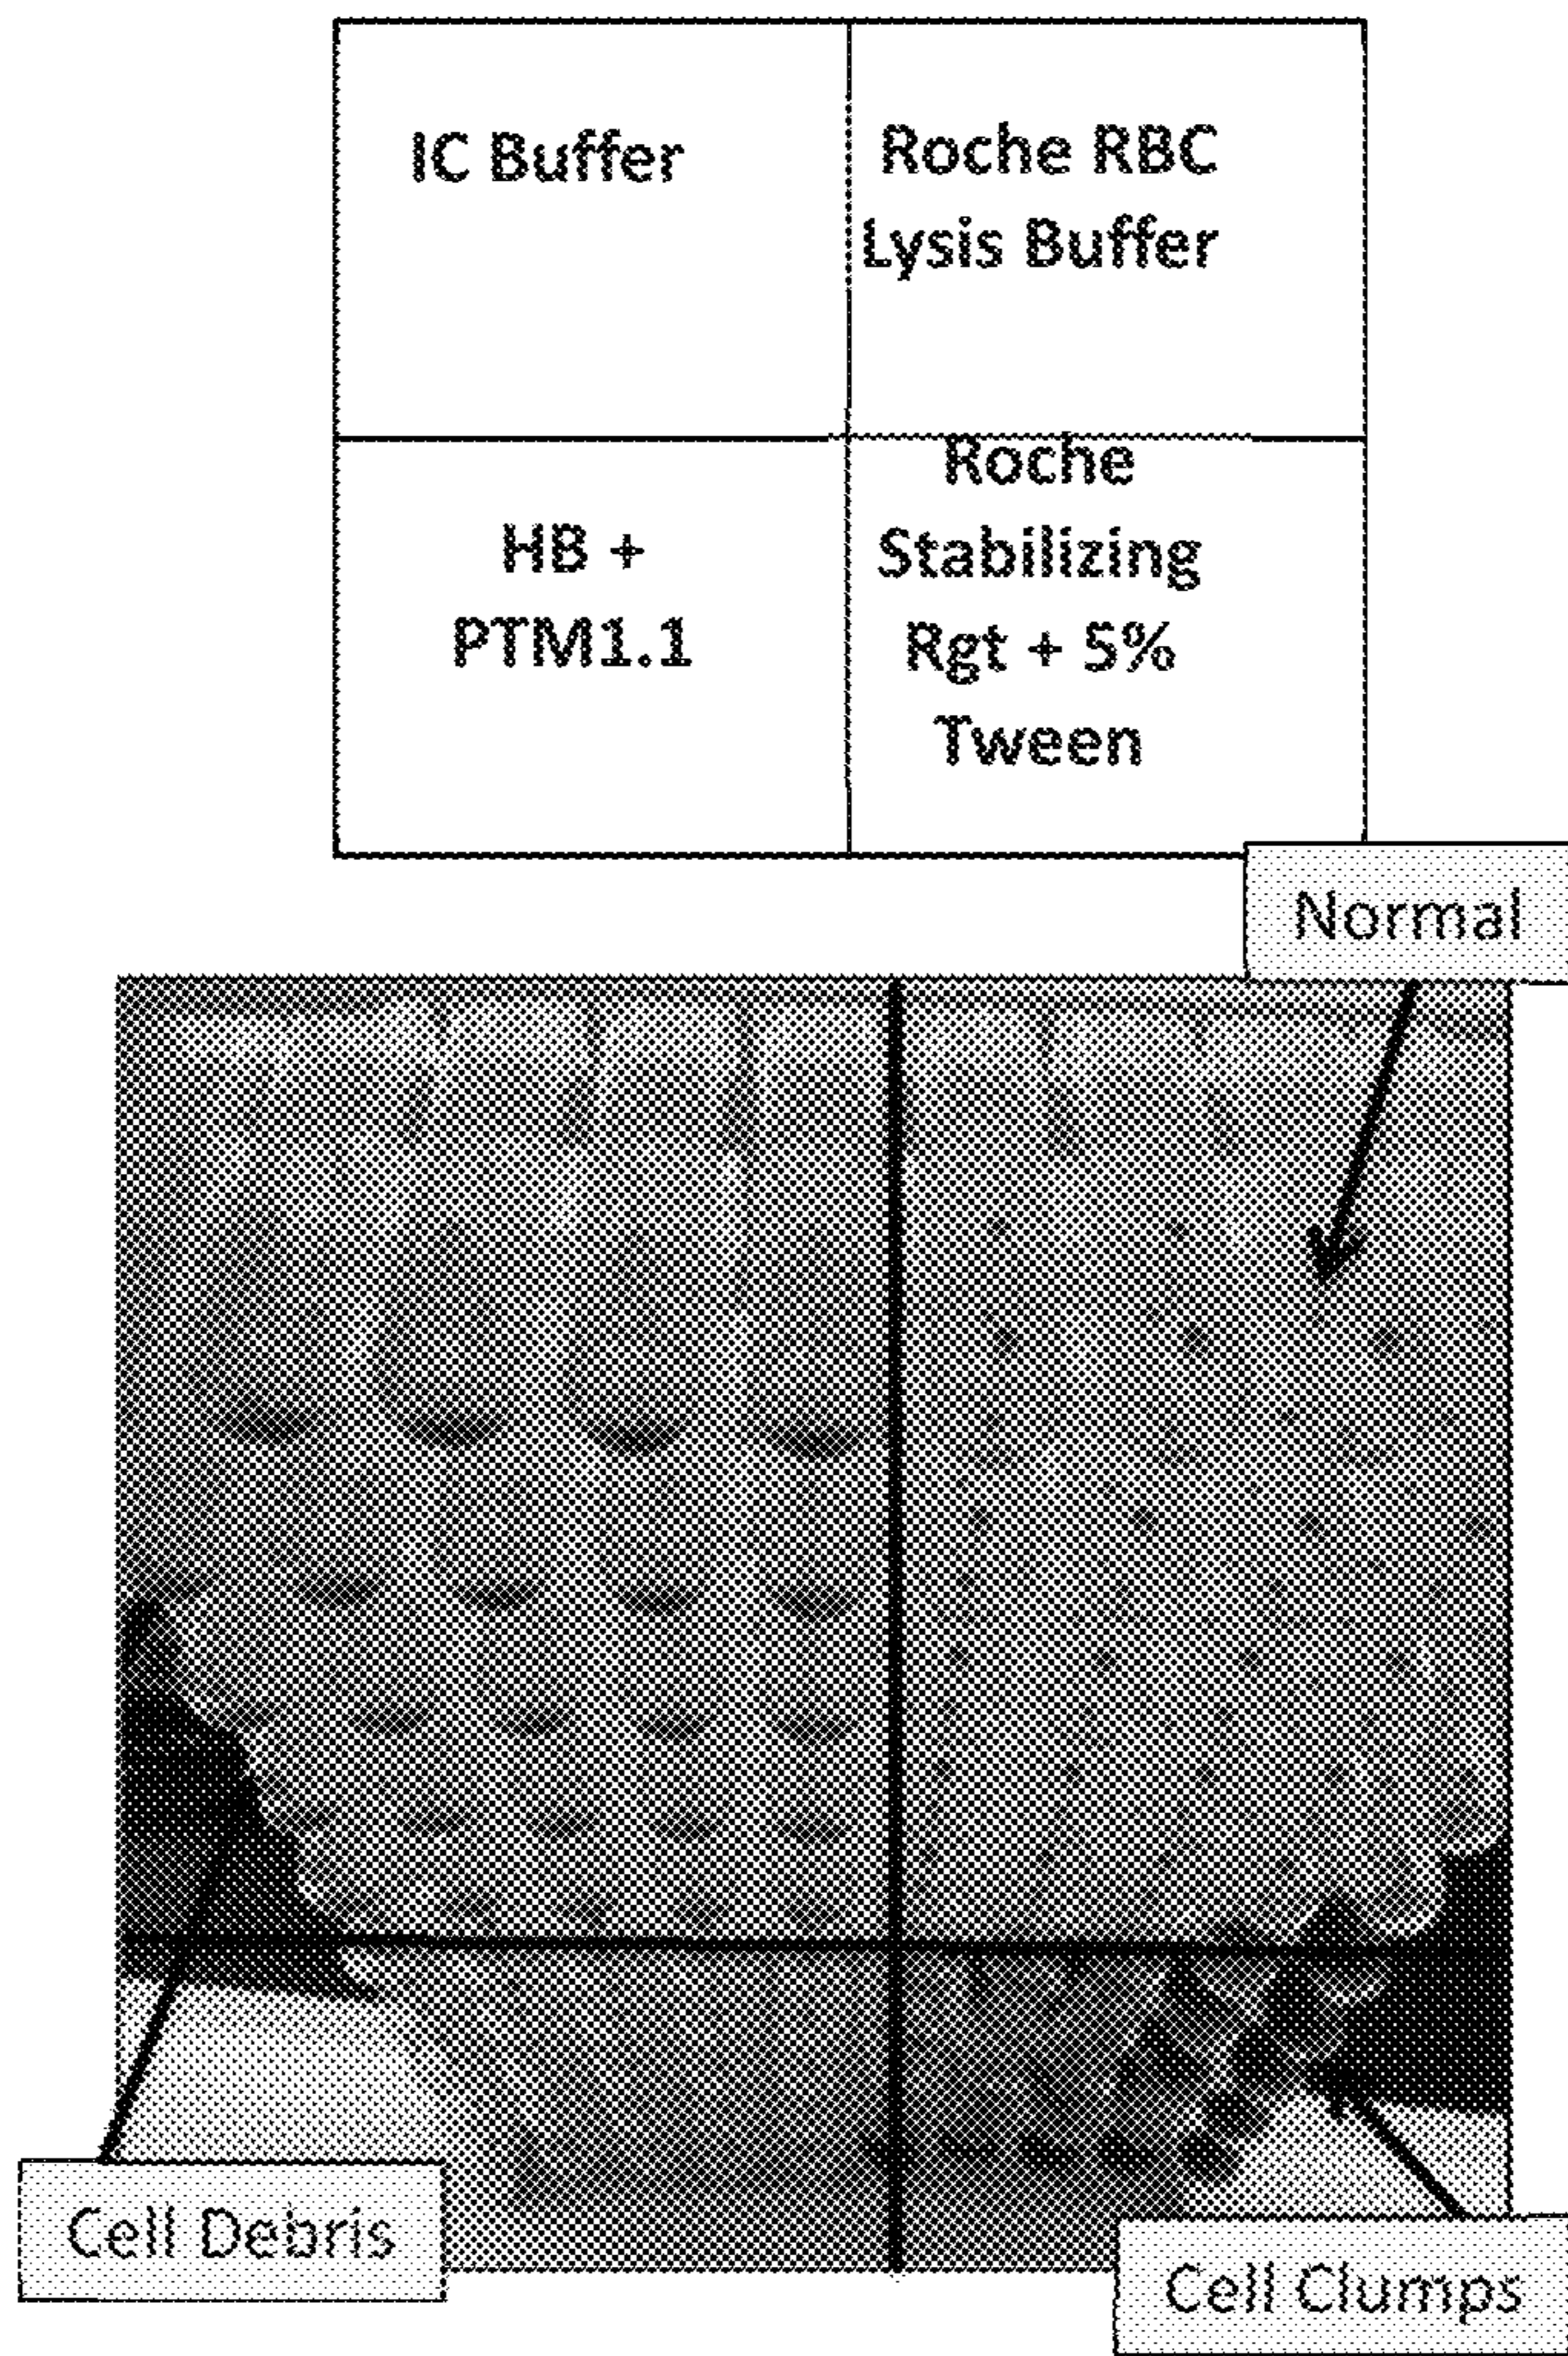 IC Buffer
Roche RBC
Lysis Buffer
HB +
PTM1.1
Roche
Stabilizing
Rgt + 5%
Tween
Normal
Cell Debris
Cell Clumps